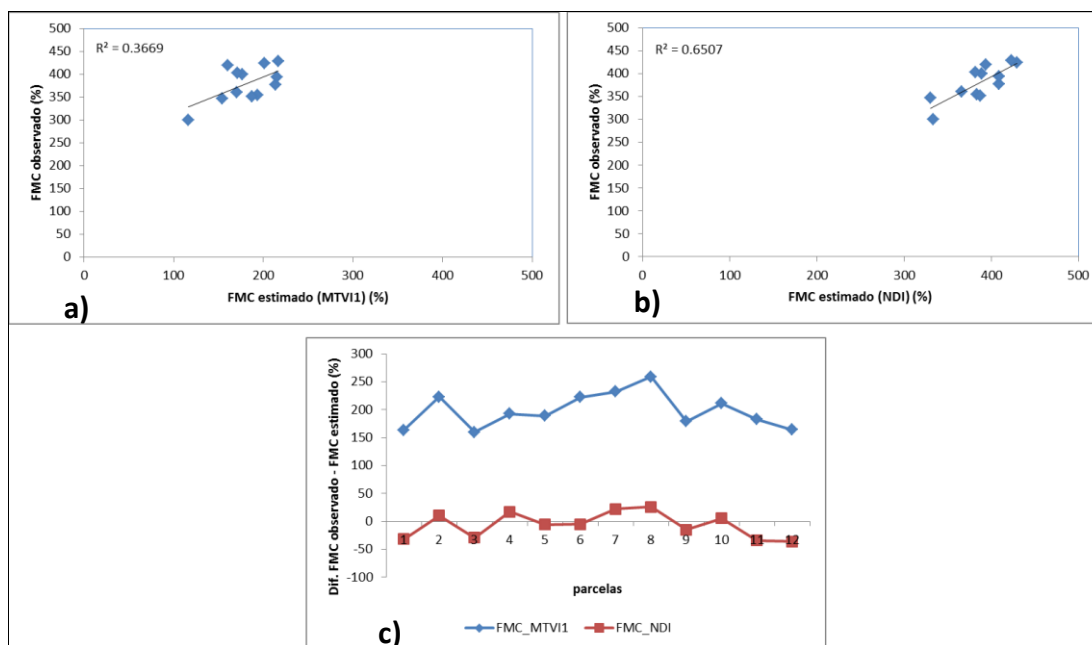 500
450
400
350
300
250
200
150
100
50
0
R² = 0.3669
FMC observado (%)
0 100 200 300 400 500
FMC estimado (MTVI1) (%)
a)
500
450
400
350
300
250
200
150
100
50
0
R² = 0.6507
FMC observado (%)
0 100 200 300 400 500
FMC estimado (NDI) (%)
b)
300
250
200
150
100
50
0
-50
-100
Dif. FMC observado - FMC estimado (%)
1 2 3 4 5 6 7 8 9 10 11 12
parcelas
FMC_MTVI1 FMC_NDI
c)